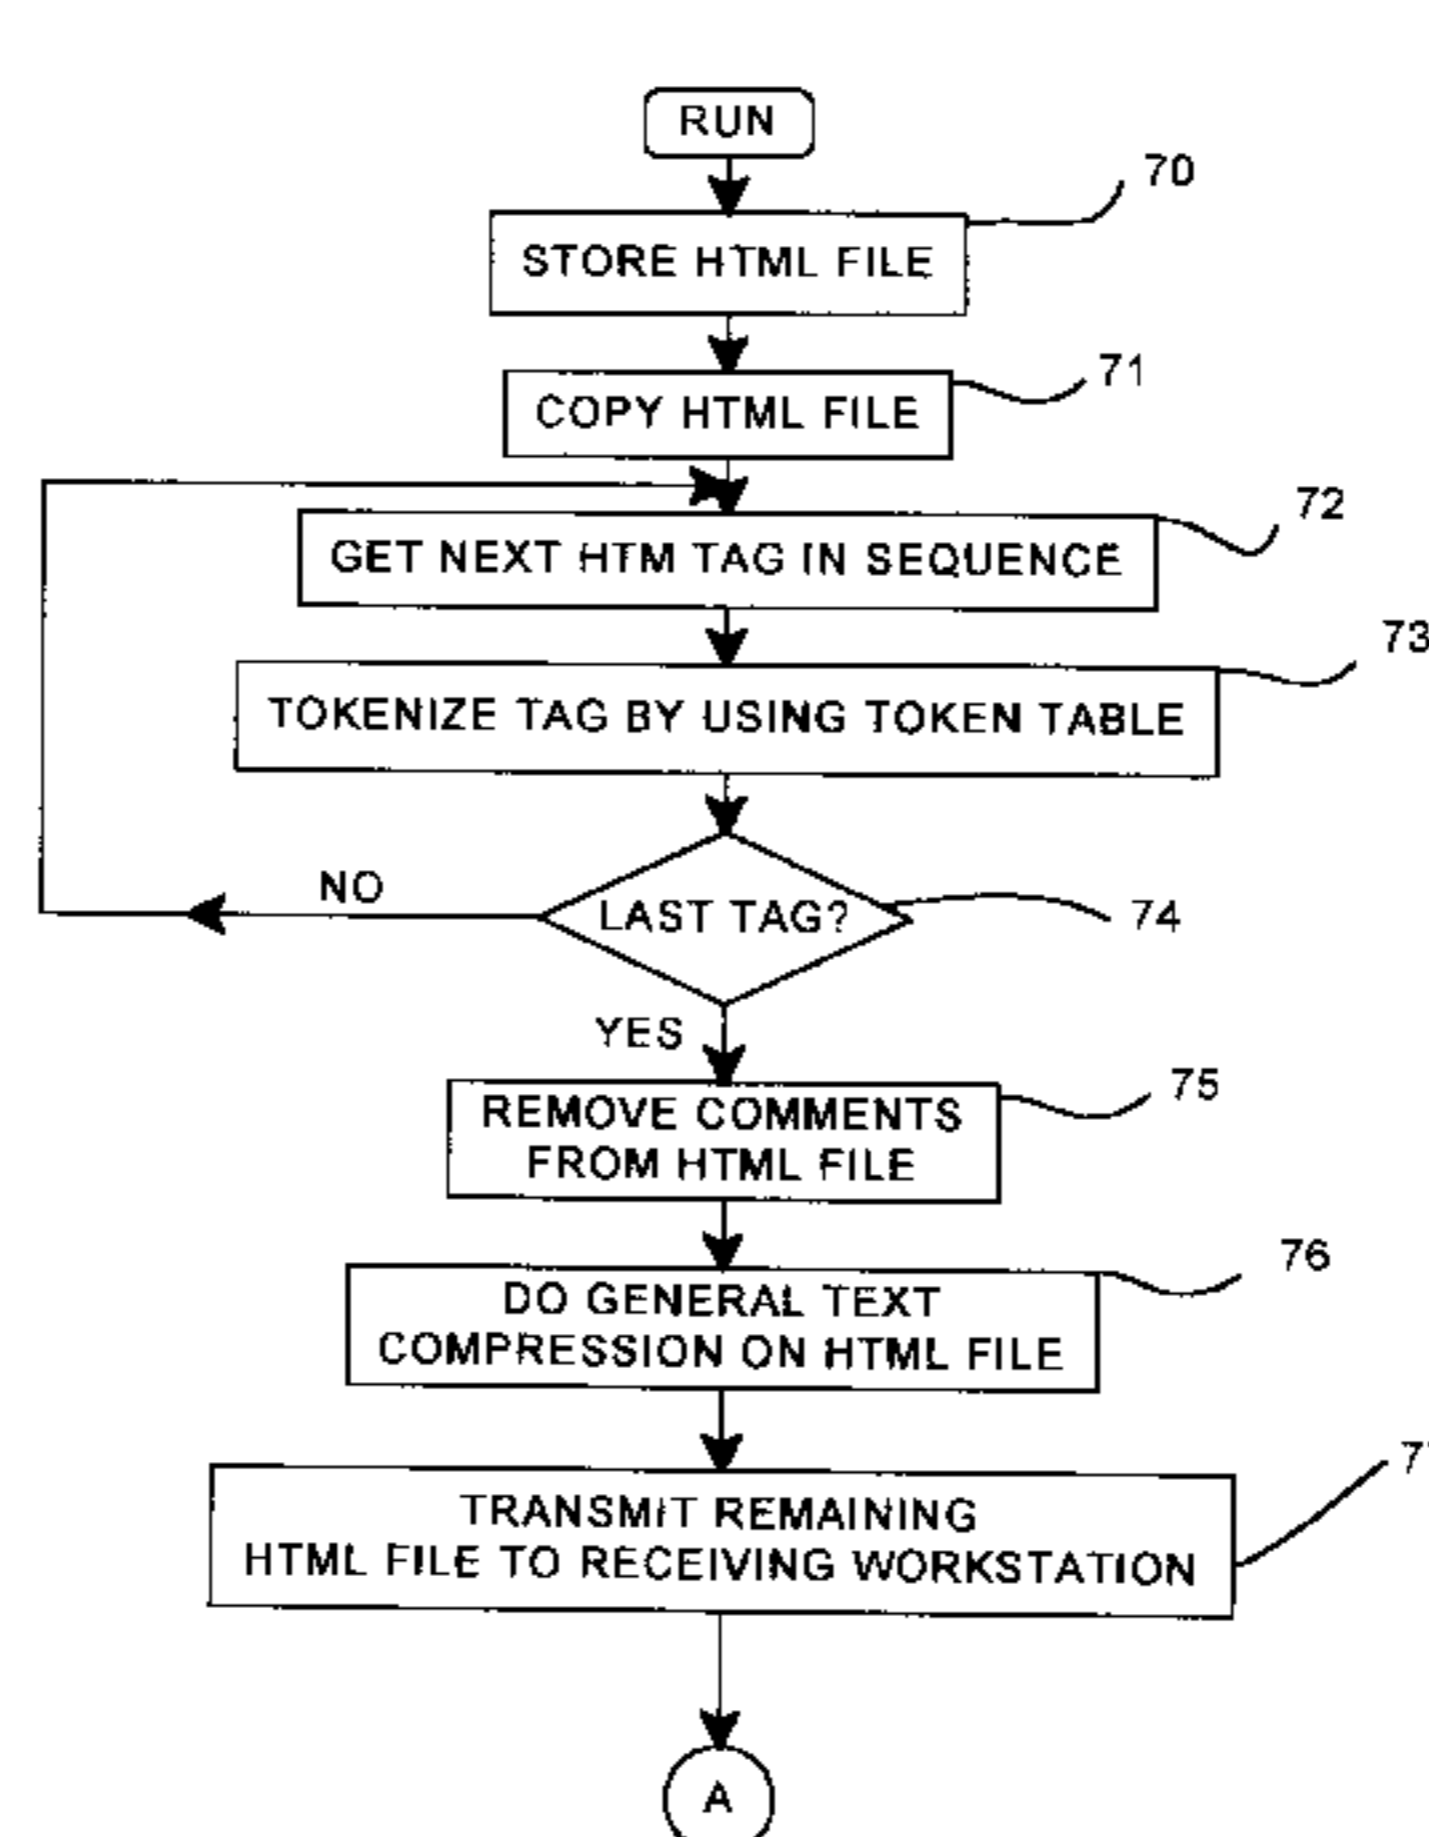 RUN
70
STORE HTML FILE
71
COPY HTML FILE
72
GET NEXT HTM TAG IN SEQUENCE
73
TOKENIZE TAG BY USING TOKEN TABLE
NO
LAST TAG?
74
YES
75
REMOVE COMMENTS
FROM HTML FILE
76
DO GENERAL TEXT
COMPRESSION ON HTML FILE
TRANSMIT REMAINING
HTML FILE TO RECEIVING WORKSTATION
A